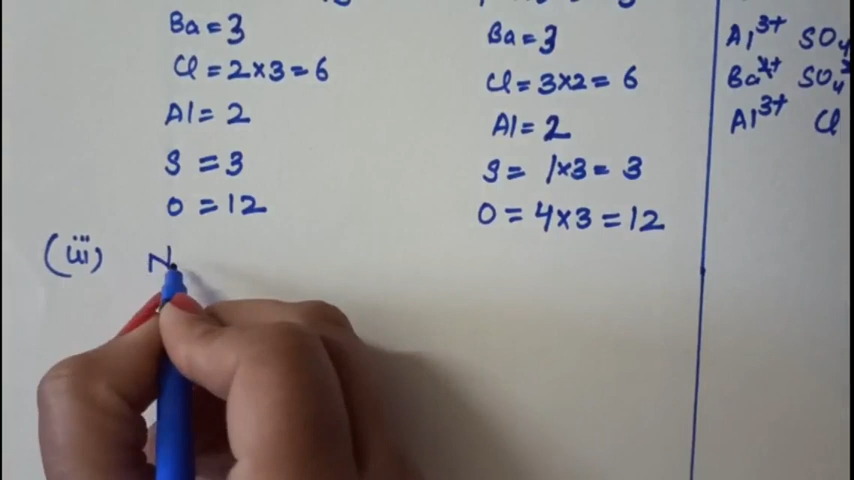 Ba = 3
Cl = 2×3 = 6
Al = 2
S = 3
O = 12
Ba = 3
Cl = 3×2 = 6
Al = 2
S = 1×3 = 3
O = 4×3 = 12
(iii) N
Al³⁺ SO₄
Ba²⁺ SO₄
Al³⁺ Cl